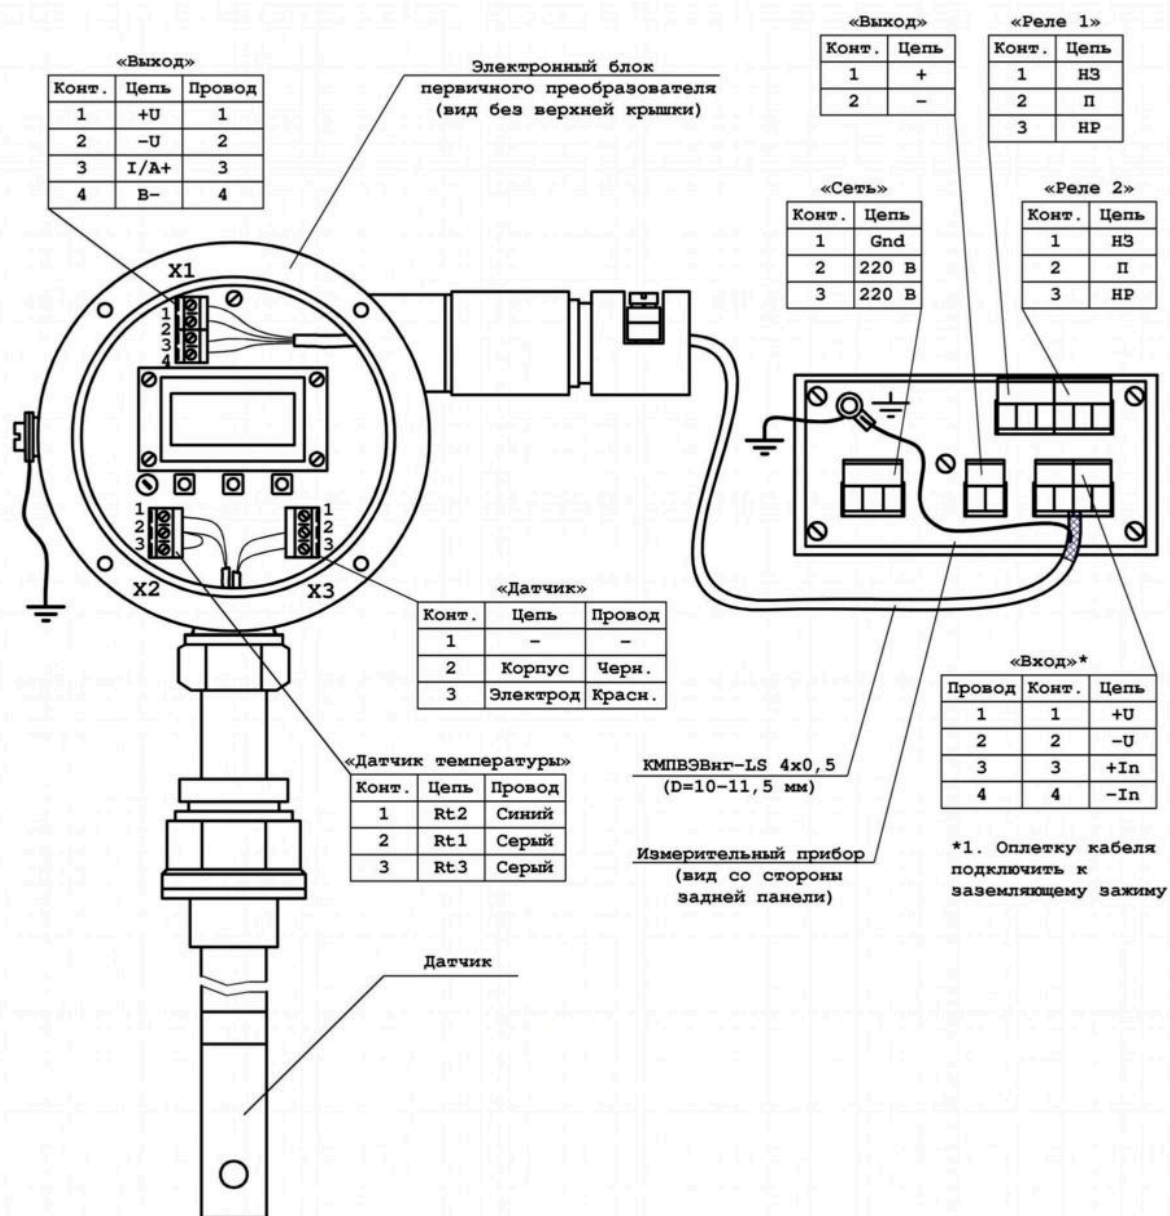 «Выход»
Конт. Цепь Провод
1 +U 1
2 -U 2
3 I/A+ 3
4 B- 4
Электронный блок
первичного преобразователя
(вид без верхней крышки)
«Выход»
Конт. Цепь
1 +
2 -
«Реле 1»
Конт. Цепь
1 НЗ
2 П
3 НР
«Сеть»
Конт. Цепь
1 Gnd
2 220 В
3 220 В
«Реле 2»
Конт. Цепь
1 НЗ
2 П
3 НР
X1
1
2
3
4
1
2
3
X2
1
2
3
X3
«Датчик»
Конт. Цепь Провод
1 - -
2 Корпус Черн.
3 Электрод Красн.
«Датчик температуры»
Конт. Цепь Провод
1 Rt2 Синий
2 Rt1 Серый
3 Rt3 Серый
КМПВЭВнг-LS 4х0,5
(D=10-11,5 мм)
Измерительный прибор
(вид со стороны
задней панели)
«Вход»*
Провод Конт. Цепь
1 1 +U
2 2 -U
3 3 +In
4 4 -In
*1. Оплетку кабеля
подключить к
заземляющему зажиму
Датчик